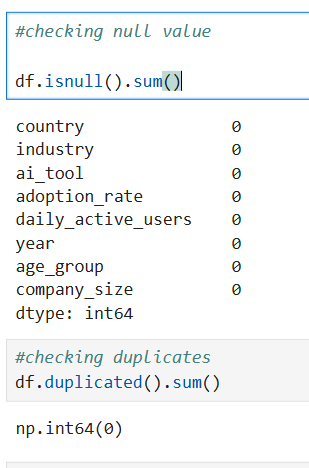 #checking null value
df.isnull().sum()
country 0
industry 0
ai_tool 0
adoption_rate 0
daily_active_users 0
year 0
age_group 0
company_size 0
dtype: int64
#checking duplicates
df.duplicated().sum()
np.int64(0)